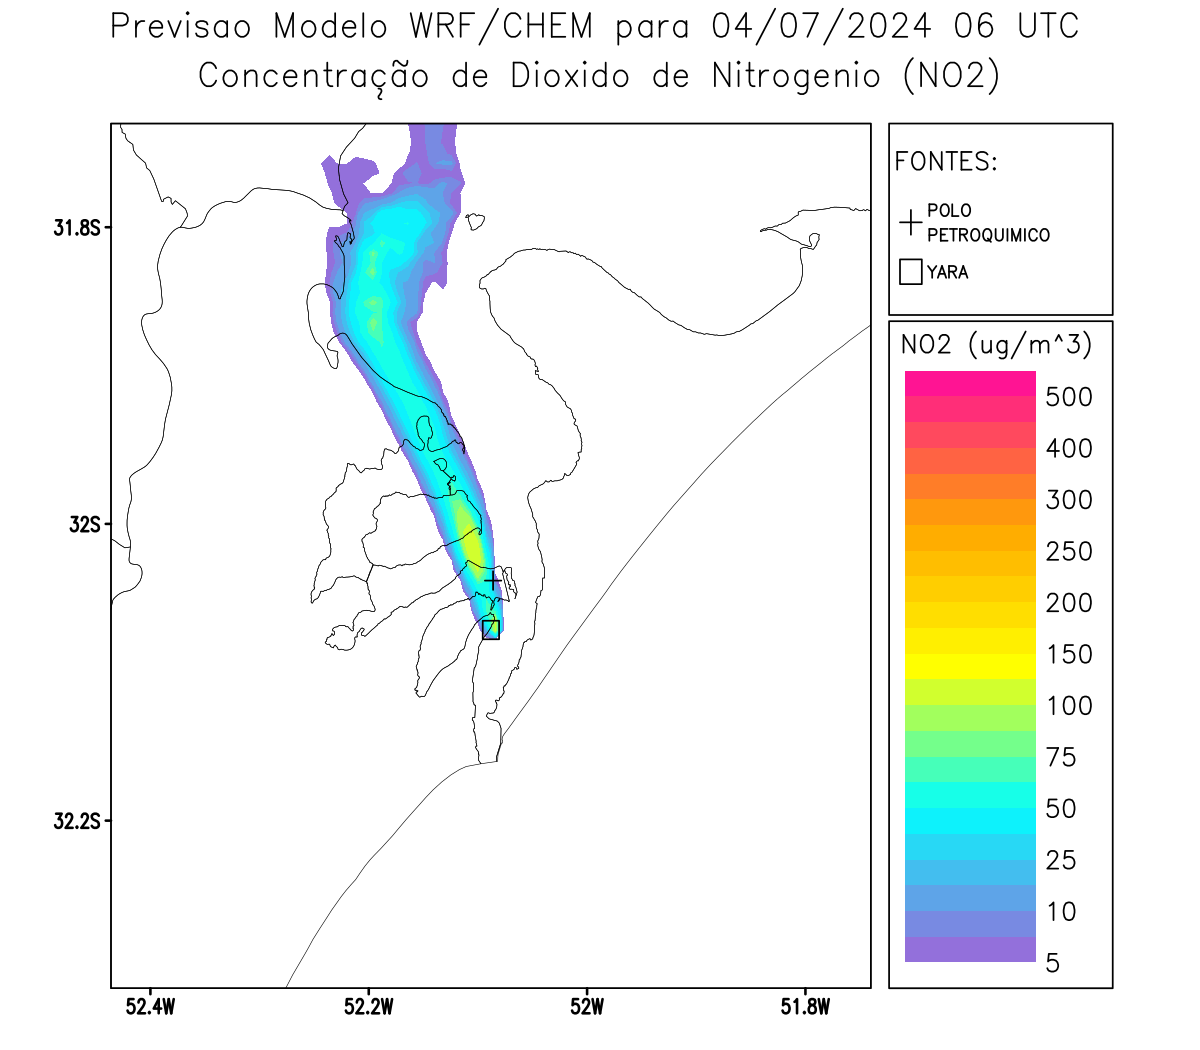 Previsao Modelo WRF/CHEM para 04/07/2024 06 UTC
Concentração de Dioxido de Nitrogenio (NO2)
FONTES:
POLO
PETROQUIMICO
YARA
NO2 (ug/m^3)
500
400
300
250
200
150
100
75
50
25
10
5
31.8S
32S
32.2S
52.4W
52.2W
52W
51.8W